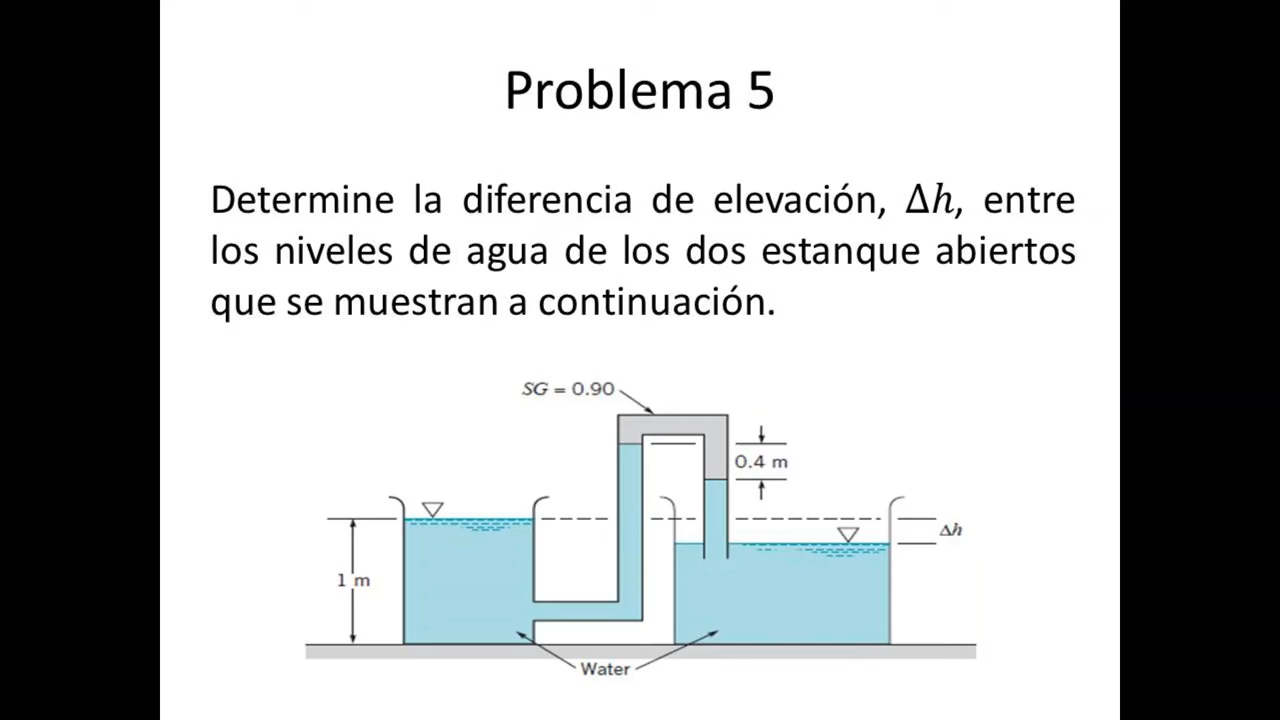 Problema 5
Determine la diferencia de elevación, Δh, entre
los niveles de agua de los dos estanque abiertos
que se muestran a continuación.
SG = 0.90
0.4 m
Δh
1 m
Water